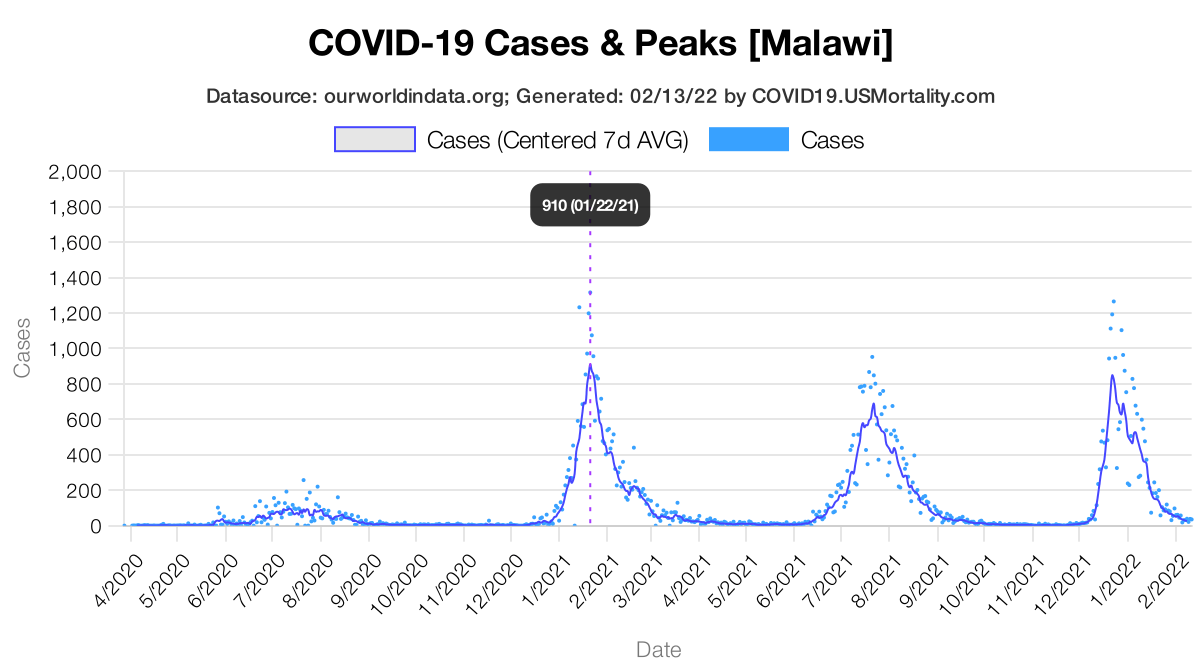 COVID-19 Cases & Peaks [Malawi]
Datasource: ourworldindata.org; Generated: 02/13/22 by COVID19.USMortality.com
Cases (Centered 7d AVG) Cases
2,000
1,800
1,600
1,400
1,200
1,000
800
600
400
200
0
Cases
910 (01/22/21)
4/2020 5/2020 6/2020 7/2020 8/2020 9/2020 10/2020 11/2020 12/2020 1/2021 2/2021 3/2021 4/2021 5/2021 6/2021 7/2021 8/2021 9/2021 10/2021 11/2021 12/2021 1/2022 2/2022
Date